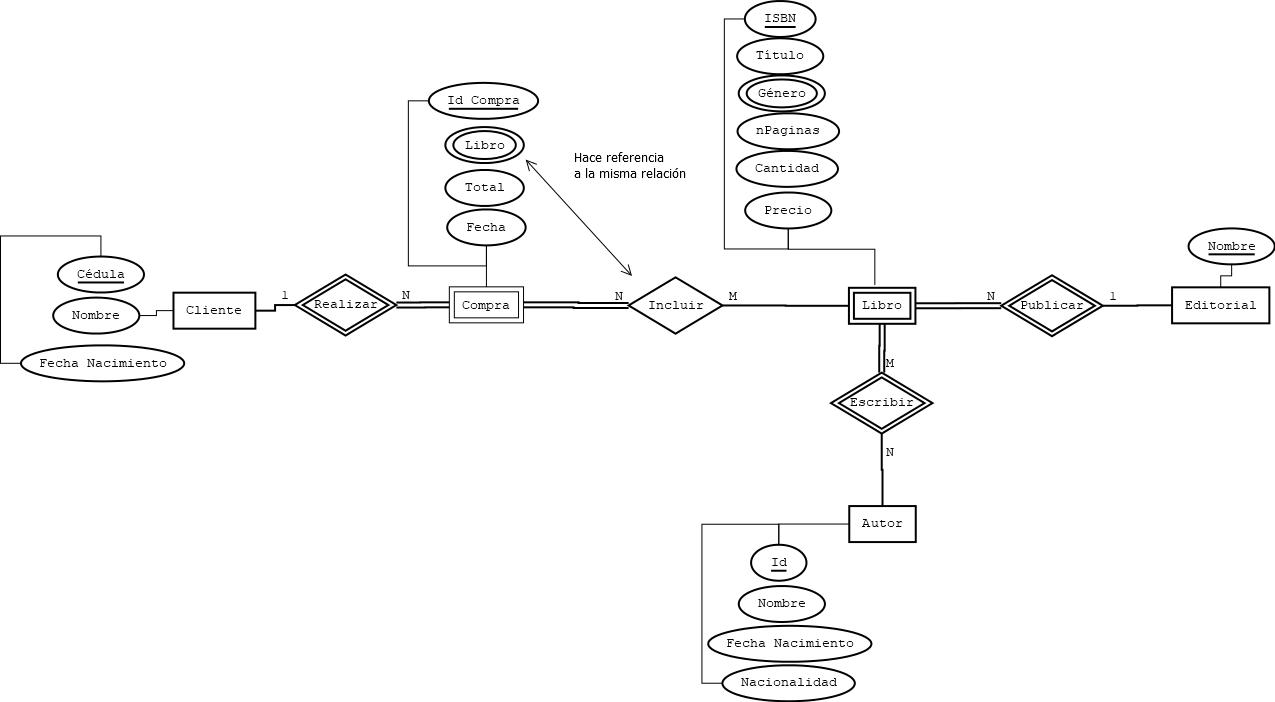 ISBN
Título
Género
nPaginas
Cantidad
Precio
Id Compra
Libro
Total
Fecha
Hace referencia
a la misma relación
Cédula
Nombre
Fecha Nacimiento
Cliente
1
Realizar
N
Compra
N
Incluir
M
Libro
N
Publicar
1
Editorial
Nombre
M
Escribir
N
Autor
Id
Nombre
Fecha Nacimiento
Nacionalidad